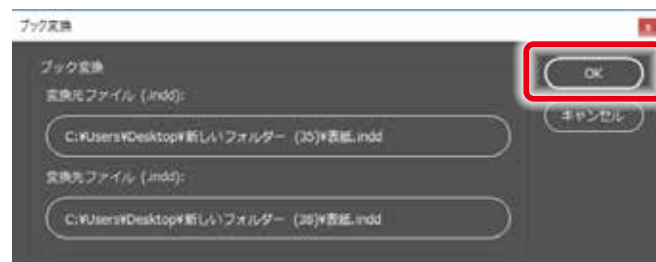 ブック変換
ブック変換
変換元ファイル (.indd):
C:¥Users¥Desktop¥新しいフォルダー (35)¥表紙.indd
変換先ファイル (.indd):
C:¥Users¥Desktop¥新しいフォルダー (38)¥表紙.indd
OK
キャンセル